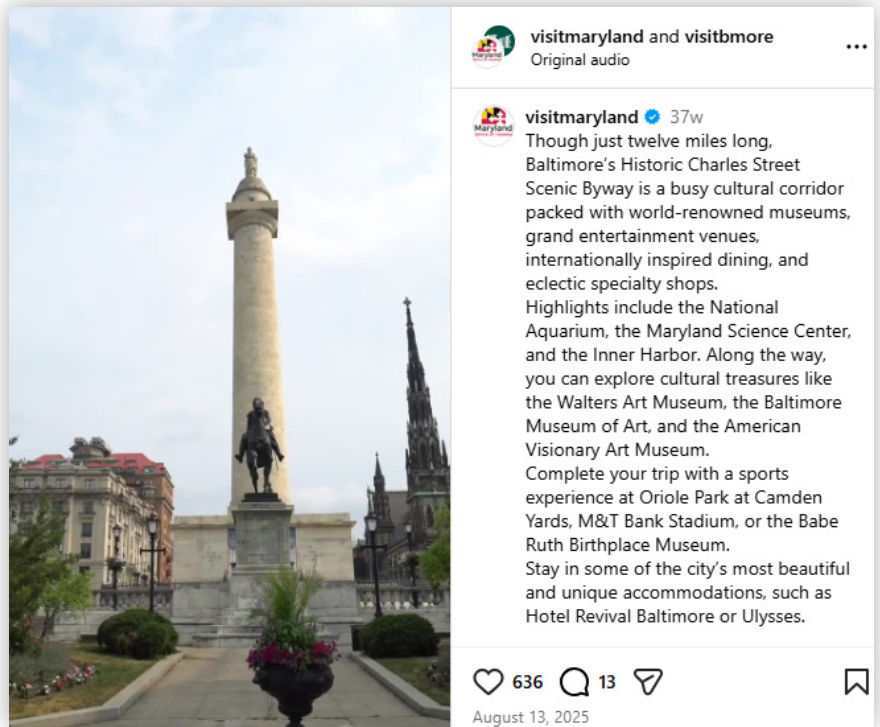 visitmaryland and visitbmore
Original audio
visitmaryland 37w
Though just twelve miles long,
Baltimore's Historic Charles Street
Scenic Byway is a busy cultural corridor
packed with world-renowned museums,
grand entertainment venues,
internationally inspired dining, and
eclectic specialty shops.
Highlights include the National
Aquarium, the Maryland Science Center,
and the Inner Harbor. Along the way,
you can explore cultural treasures like
the Walters Art Museum, the Baltimore
Museum of Art, and the American
Visionary Art Museum.
Complete your trip with a sports
experience at Oriole Park at Camden
Yards, M&T Bank Stadium, or the Babe
Ruth Birthplace Museum.
Stay in some of the city's most beautiful
and unique accommodations, such as
Hotel Revival Baltimore or Ulysses.
636 13
August 13, 2025
Maryland
Maryland